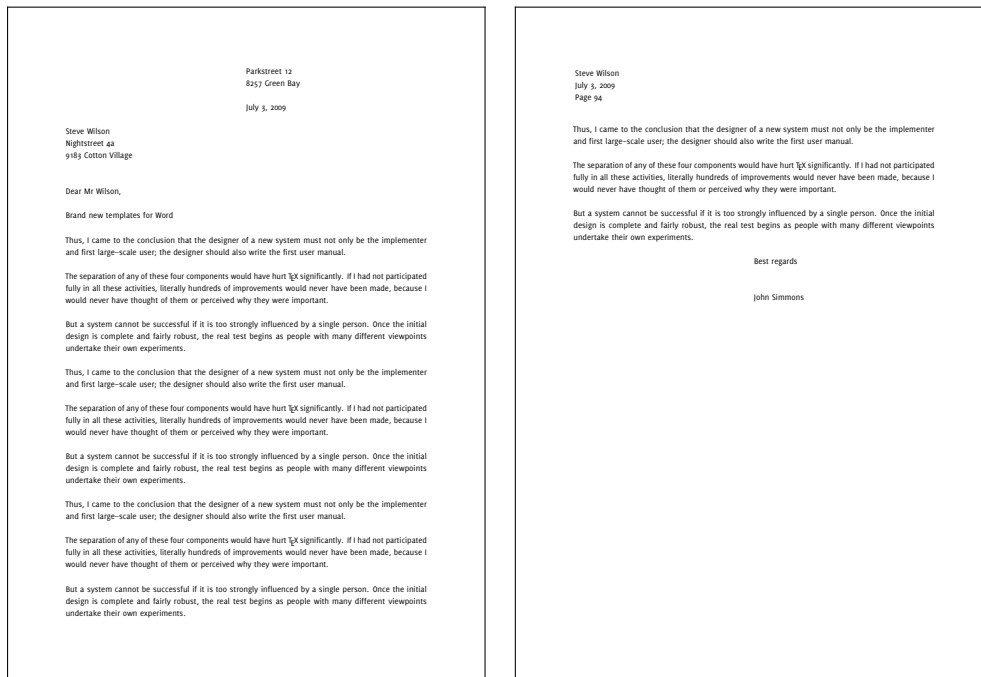 Parkstreet 12
8257 Green Bay
July 3, 2009
Steve Wilson
Nightstreet 4a
9183 Cotton Village
Dear Mr Wilson,
Brand new templates for Word
Thus, I came to the conclusion that the designer of a new system must not only be the implementer
and first large-scale user; the designer should also write the first user manual.
The separation of any of these four components would have hurt TEX significantly. If I had not participated
fully in all these activities, literally hundreds of improvements would never have been made, because I
would never have thought of them or perceived why they were important.
But a system cannot be successful if it is too strongly influenced by a single person. Once the initial
design is complete and fairly robust, the real test begins as people with many different viewpoints
undertake their own experiments.
Thus, I came to the conclusion that the designer of a new system must not only be the implementer
and first large-scale user; the designer should also write the first user manual.
The separation of any of these four components would have hurt TEX significantly. If I had not participated
fully in all these activities, literally hundreds of improvements would never have been made, because I
would never have thought of them or perceived why they were important.
But a system cannot be successful if it is too strongly influenced by a single person. Once the initial
design is complete and fairly robust, the real test begins as people with many different viewpoints
undertake their own experiments.
Thus, I came to the conclusion that the designer of a new system must not only be the implementer
and first large-scale user; the designer should also write the first user manual.
The separation of any of these four components would have hurt TEX significantly. If I had not participated
fully in all these activities, literally hundreds of improvements would never have been made, because I
would never have thought of them or perceived why they were important.
But a system cannot be successful if it is too strongly influenced by a single person. Once the initial
design is complete and fairly robust, the real test begins as people with many different viewpoints
undertake their own experiments.
Steve Wilson
July 3, 2009
Page 94
Thus, I came to the conclusion that the designer of a new system must not only be the implementer
and first large-scale user; the designer should also write the first user manual.
The separation of any of these four components would have hurt TEX significantly. If I had not participated
fully in all these activities, literally hundreds of improvements would never have been made, because I
would never have thought of them or perceived why they were important.
But a system cannot be successful if it is too strongly influenced by a single person. Once the initial
design is complete and fairly robust, the real test begins as people with many different viewpoints
undertake their own experiments.
Best regards
John Simmons